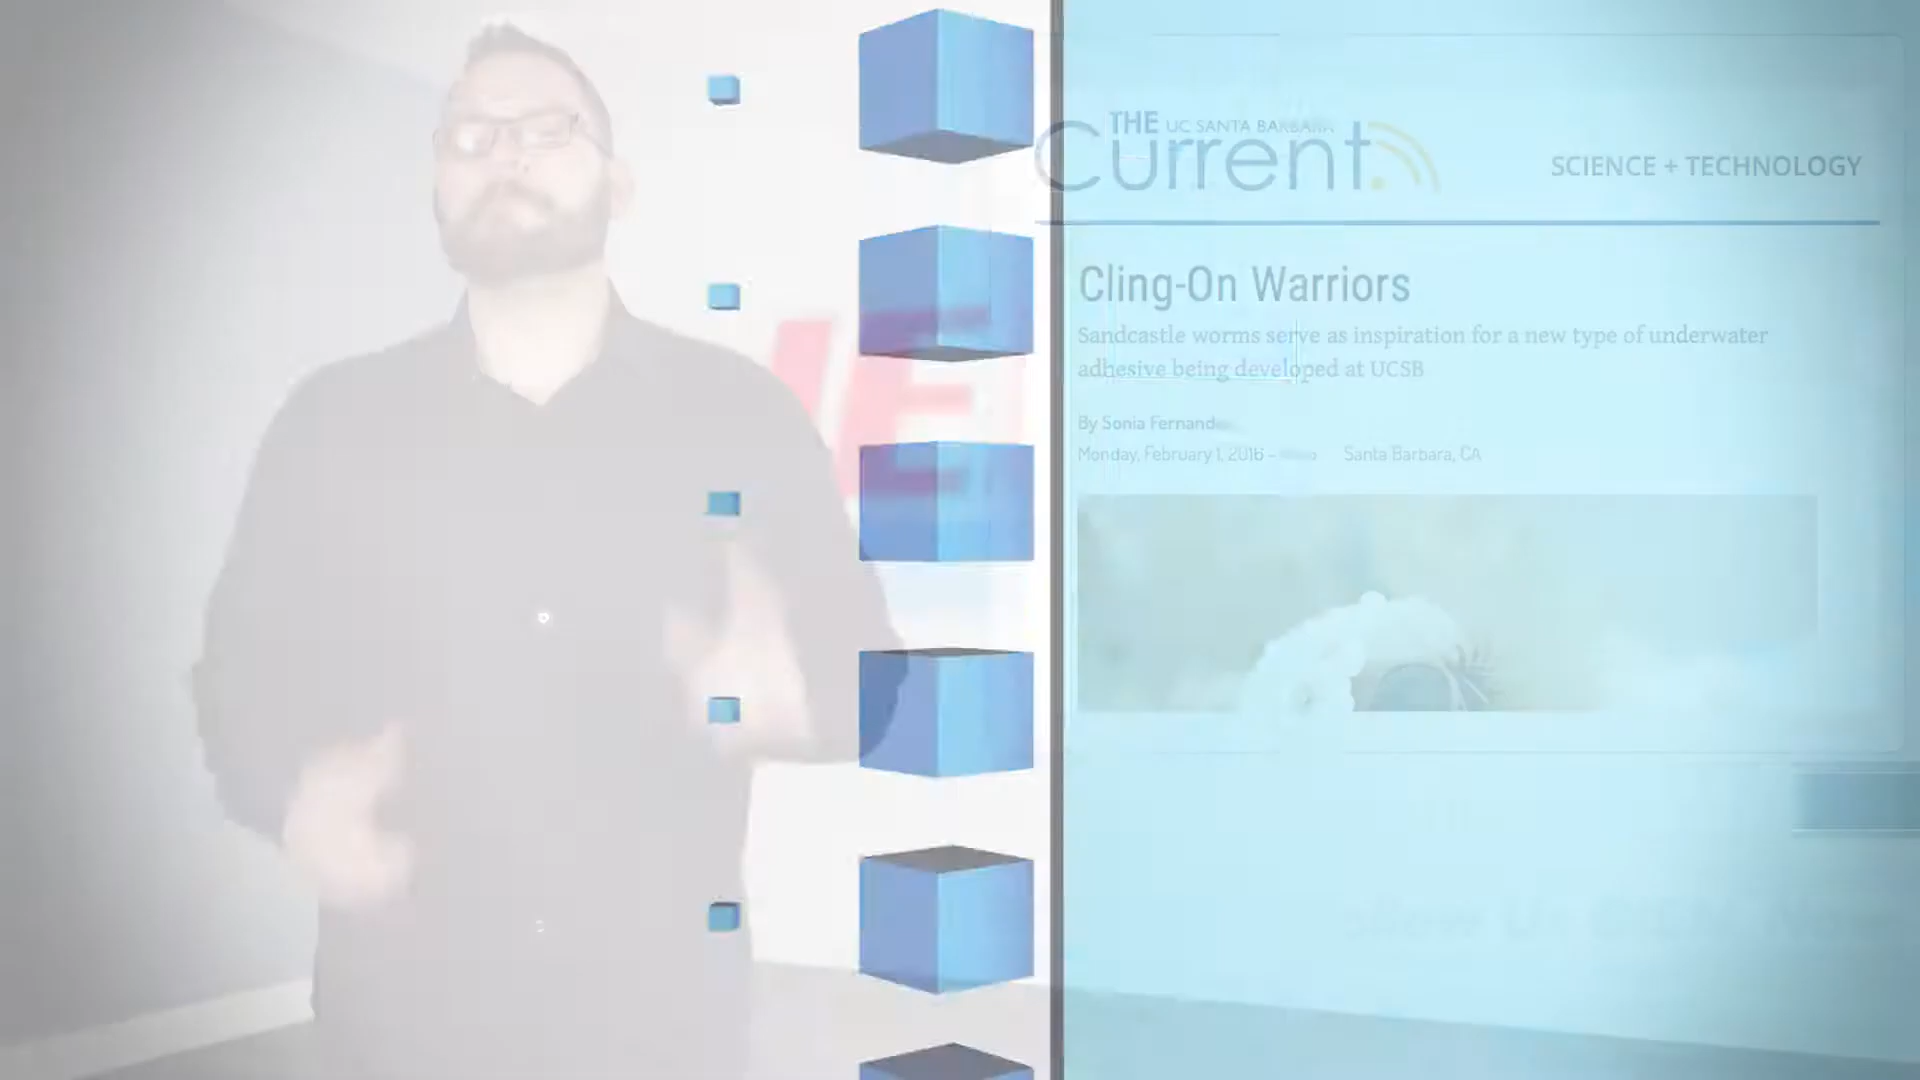 THE UC SANTA BARBARA
Current
SCIENCE + TECHNOLOGY
Cling-On Warriors
Sandcastle worms serve as inspiration for a new type of underwater
adhesive being developed at UCSB
By Sonia
Monday, February 1, 2016 - Santa Barbara, CA